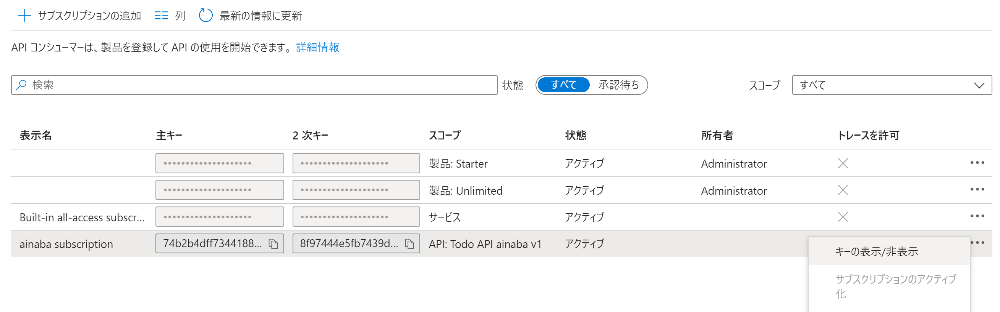 サブスクリプションの追加 列 最新の情報に更新
API コンシューマーは、製品を登録して API の使用を開始できます。 詳細情報
検索 状態 すべて 承認待ち スコープ すべて
表示名 主キー 2 次キー スコープ 状態 所有者 トレースを許可
•••••••••••••••••••• •••••••••••••••••••• 製品: Starter アクティブ Administrator
•••••••••••••••••••• •••••••••••••••••••• 製品: Unlimited アクティブ Administrator
Built-in all-access subscr... •••••••••••••••••••• •••••••••••••••••••• サービス アクティブ
ainaba subscription 74b2b4dff7344188... 8f97444e5fb7439d... API: Todo API ainaba v1 アクティブ
キーの表示/非表示
サブスクリプションのアクティブ
化